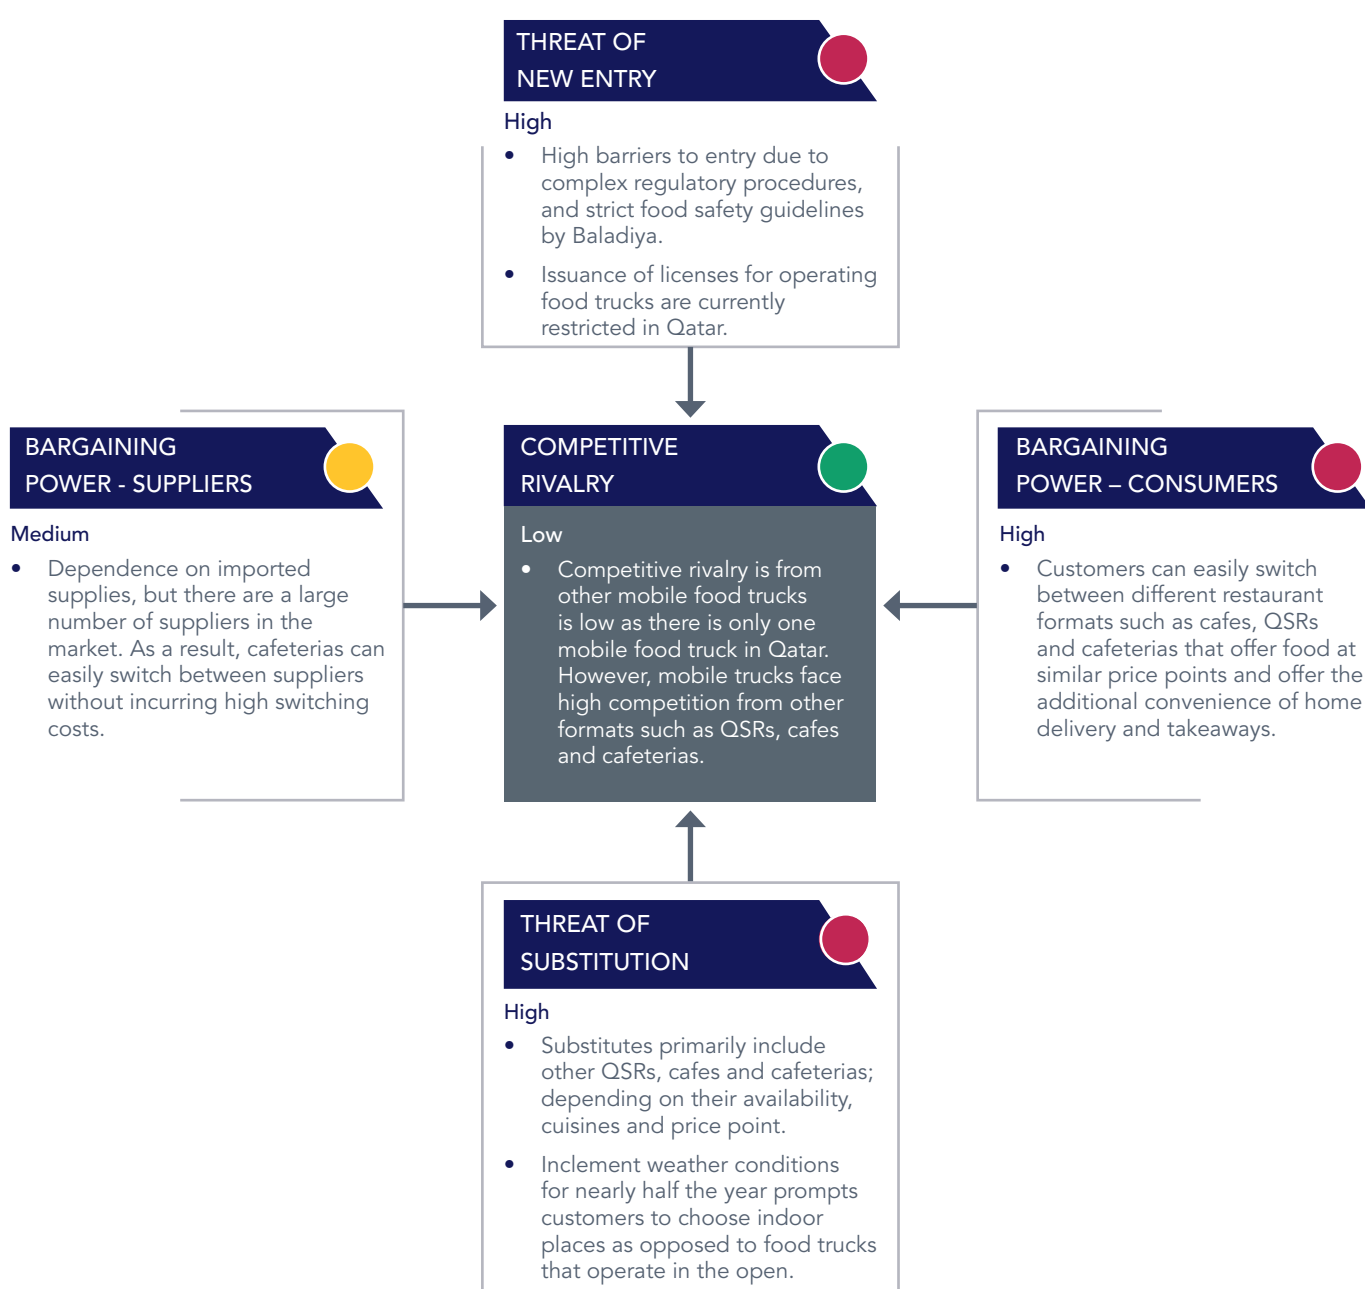 THREAT OF
NEW ENTRY
High
• High barriers to entry due to
complex regulatory procedures,
and strict food safety guidelines
by Baladiya.
• Issuance of licenses for operating
food trucks are currently
restricted in Qatar.
BARGAINING
POWER - SUPPLIERS
Medium
• Dependence on imported
supplies, but there are a large
number of suppliers in the
market. As a result, cafeterias can
easily switch between suppliers
without incurring high switching
costs.
COMPETITIVE
RIVALRY
Low
• Competitive rivalry is from
other mobile food trucks
is low as there is only one
mobile food truck in Qatar.
However, mobile trucks face
high competition from other
formats such as QSRs, cafes
and cafeterias.
BARGAINING
POWER – CONSUMERS
High
• Customers can easily switch
between different restaurant
formats such as cafes, QSRs
and cafeterias that offer food at
similar price points and offer the
additional convenience of home
delivery and takeaways.
THREAT OF
SUBSTITUTION
High
• Substitutes primarily include
other QSRs, cafes and cafeterias;
depending on their availability,
cuisines and price point.
• Inclement weather conditions
for nearly half the year prompts
customers to choose indoor
places as opposed to food trucks
that operate in the open.